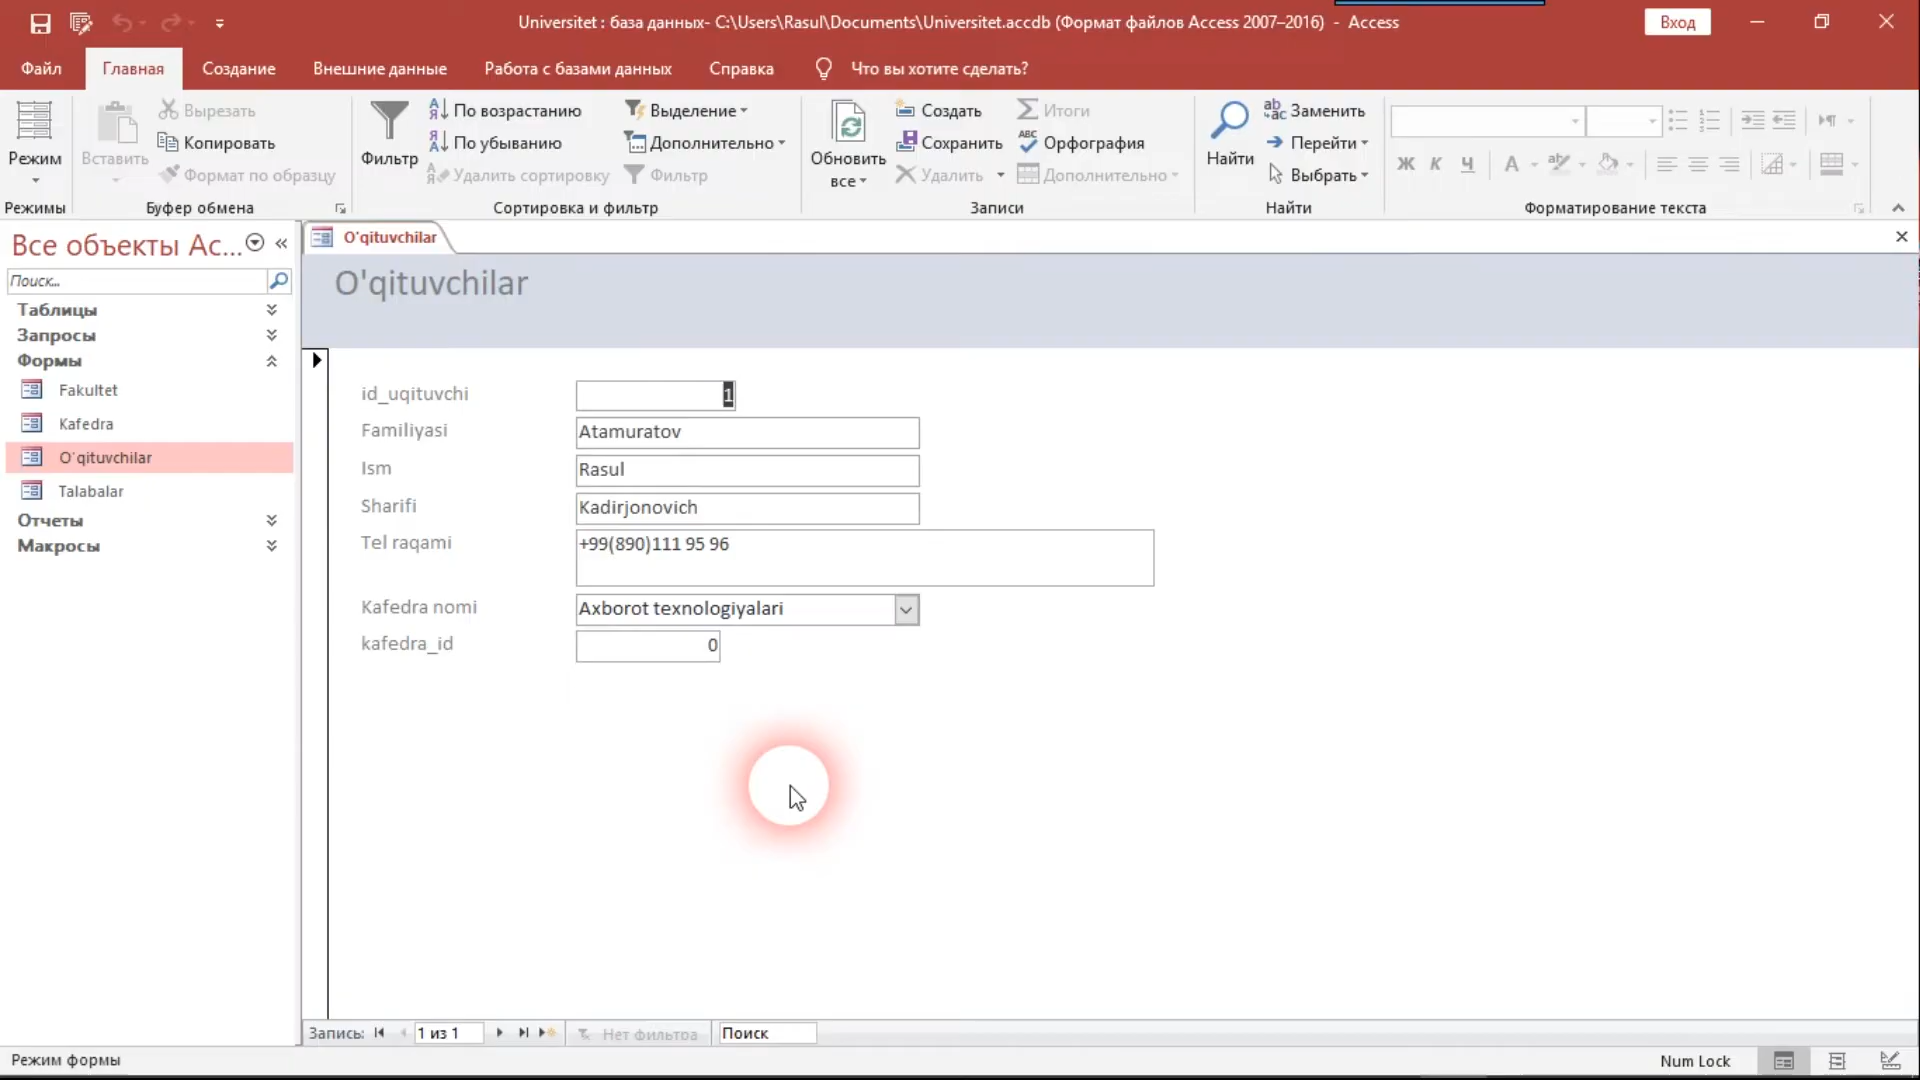 Universitet : база данных- C:\Users\Rasul\Documents\Universitet.accdb (Формат файлов Access 2007–2016)  -  Access
Вход
Файл
Главная
Создание
Внешние данные
Работа с базами данных
Справка
Что вы хотите сделать?
Режим
Режимы
Вставить
Вырезать
Копировать
Формат по образцу
Буфер обмена
Фильтр
По возрастанию
По убыванию
Удалить сортировку
Выделение
Дополнительно
Фильтр
Сортировка и фильтр
Обновить
все
Создать
Сохранить
Удалить
Итоги
Орфография
Дополнительно
Записи
Найти
Заменить
Перейти
Выбрать
Найти
Ж К Ч А
Форматирование текста
Все объекты Ac...
Поиск...
Таблицы
Запросы
Формы
Fakultet
Kafedra
O`qituvchilar
Talabalar
Отчеты
Макросы
O'qituvchilar
O'qituvchilar
id_uqituvchi 1
Familiyasi Atamuratov
Ism Rasul
Sharifi Kadirjonovich
Tel raqami +99(890)111 95 96
Kafedra nomi Axborot texnologiyalari
kafedra_id 0
Запись: 1 из 1 Нет фильтра Поиск
Режим формы
Num Lock